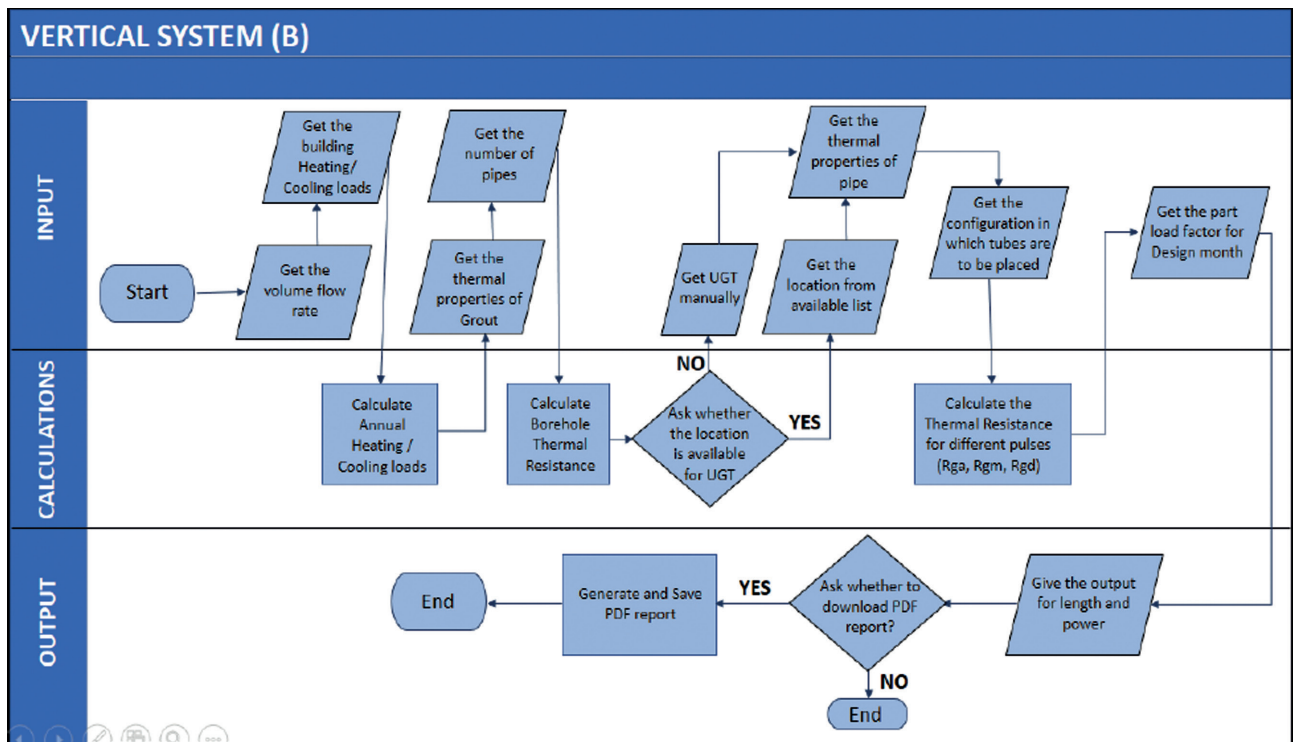 VERTICAL SYSTEM (B)
INPUT
Start
Get the
volume flow
rate
Get the
building
Heating/
Cooling loads
Get the
thermal
properties of
Grout
Get the
number of
pipes
Get UGT
manually
Get the
location from
available list
Get the
thermal
properties of
pipe
Get the
configuration in
which tubes are
to be placed
Get the part
load factor for
Design month
CALCULATIONS
Calculate
Annual
Heating /
Cooling loads
Calculate
Borehole
Thermal
Resistance
Ask whether
the location
is available
for UGT
NO
YES
Calculate the
Thermal Resistance
for different pulses
(Rga, Rgm, Rgd)
OUTPUT
End
Generate and Save
PDF report
YES
Ask whether to
download PDF
report?
NO
End
Give the output
for length and
power